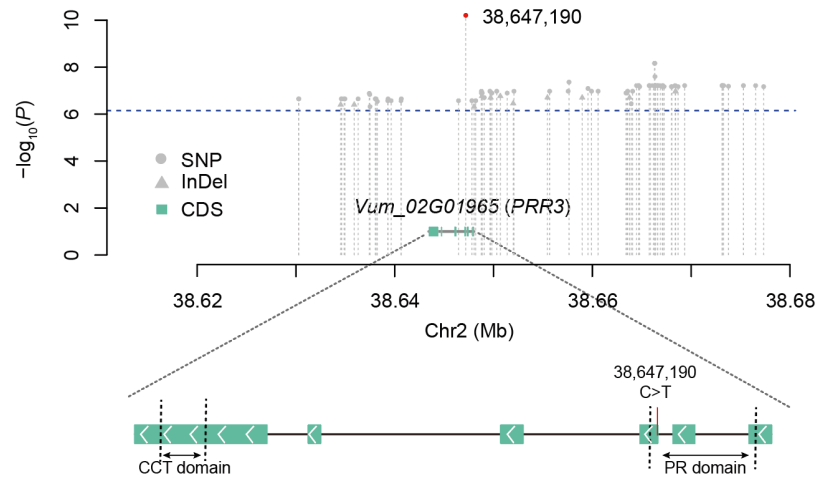 10
38,647,190
8
6
−log10(P)
4
SNP
InDel
CDS
2
Vum_02G01965 (PRR3)
0
38.62
38.64
38.66
38.68
Chr2 (Mb)
38,647,190
C>T
CCT domain
PR domain